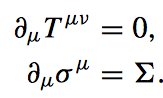 ∂_μ T^{μν} = 0,
∂_μ σ^μ = Σ.